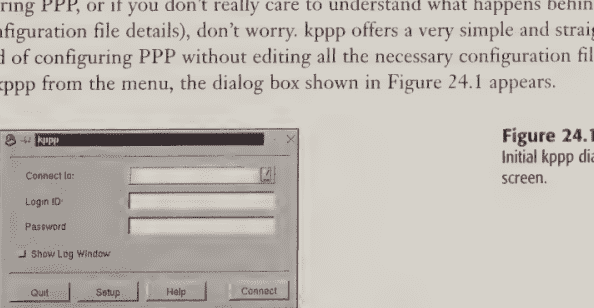 ring PPP, or if you don't really care to understand what happens behin
nfiguration file details), don't worry. kppp offers a very simple and straig
d of configuring PPP without editing all the necessary configuration fil
kppp from the menu, the dialog box shown in Figure 24.1 appears.
kppp
Connect to:
Login ID:
Password
Show Log Window
Quit Setup Help Connect
Figure 24.1
Initial kppp dia
screen.